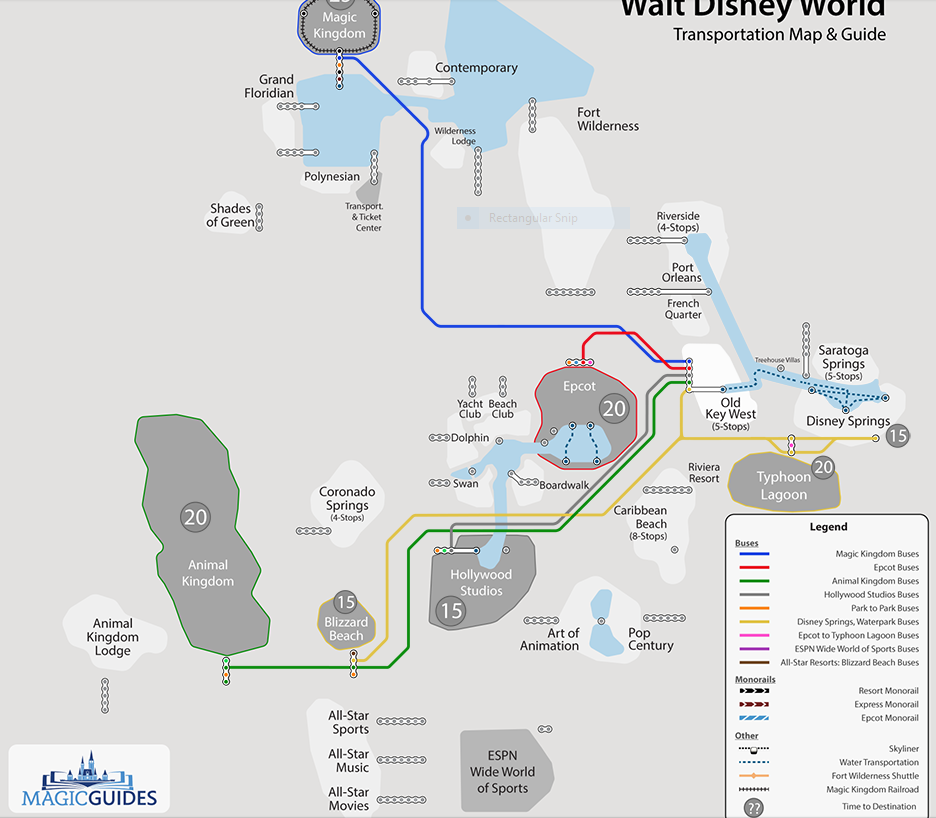 Walt Disney World
Transportation Map & Guide
Magic
Kingdom
Contemporary
Grand
Floridian
Fort
Wilderness
Wilderness
Lodge
Polynesian
Transport.
& Ticket
Center
Shades
of Green
Rectangular Snip
Riverside
(4-Stops)
Port
Orleans
French
Quarter
Treehouse Villas
Saratoga
Springs
(5-Stops)
Epcot
20
Old
Key West
(5-Stops)
Disney Springs
15
Yacht
Club
Beach
Club
Dolphin
Swan
Boardwalk
Riviera
Resort
20
Typhoon
Lagoon
Coronado
Springs
(4-Stops)
Caribbean
Beach
(8-Stops)
20
Animal
Kingdom
Hollywood
Studios
15
15
Blizzard
Beach
Animal
Kingdom
Lodge
Art of
Animation
Pop
Century
All-Star
Sports
All-Star
Music
All-Star
Movies
ESPN
Wide World
of Sports
MAGICGUIDES
Legend
Buses
Magic Kingdom Buses
Epcot Buses
Animal Kingdom Buses
Hollywood Studios Buses
Park to Park Buses
Disney Springs, Waterpark Buses
Epcot to Typhoon Lagoon Buses
ESPN Wide World of Sports Buses
All-Star Resorts: Blizzard Beach Buses
Monorails
Resort Monorail
Express Monorail
Epcot Monorail
Other
Skyliner
Water Transportation
Fort Wilderness Shuttle
Magic Kingdom Railroad
?? Time to Destination